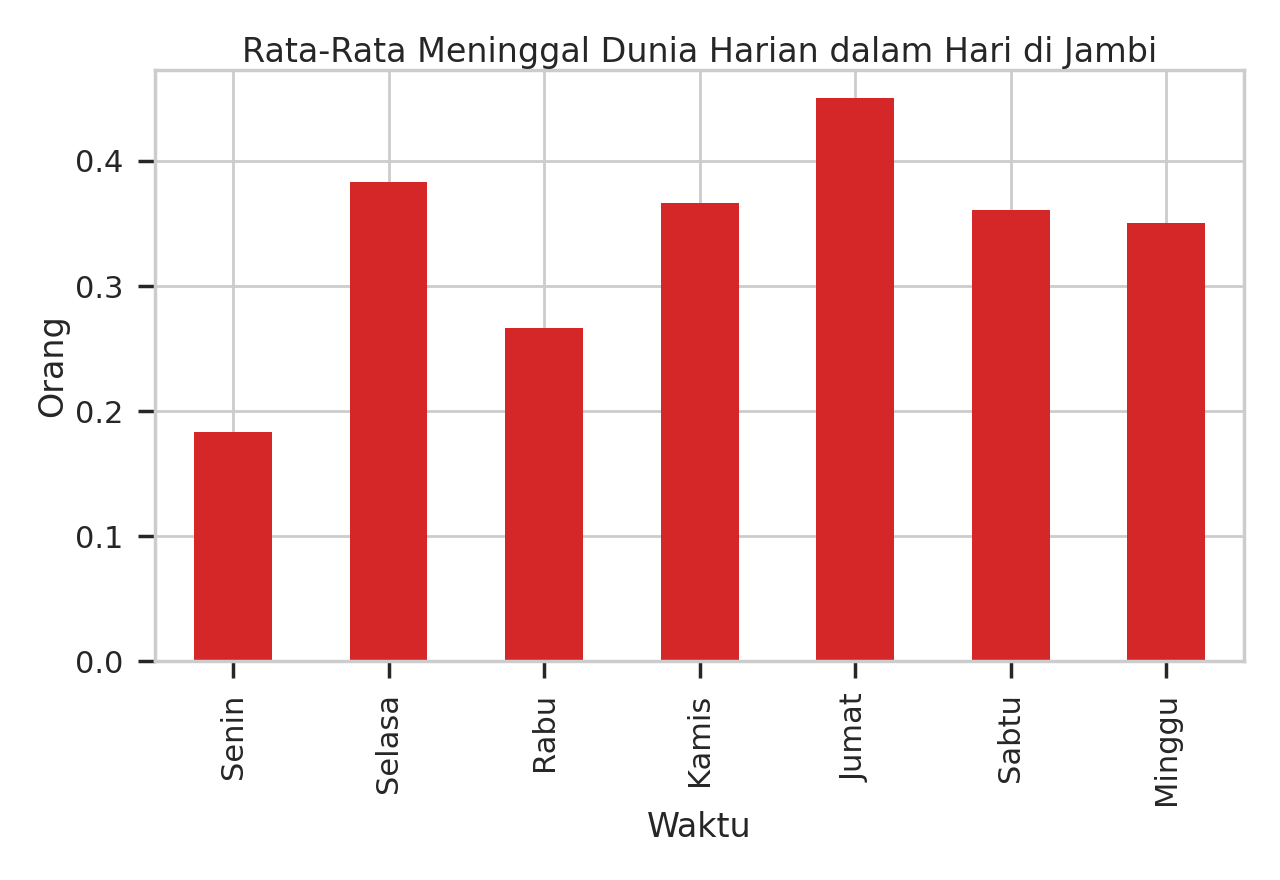 Rata-Rata Meninggal Dunia Harian dalam Hari di Jambi
Orang
0.4
0.3
0.2
0.1
0.0
Senin
Selasa
Rabu
Kamis
Jumat
Sabtu
Minggu
Waktu